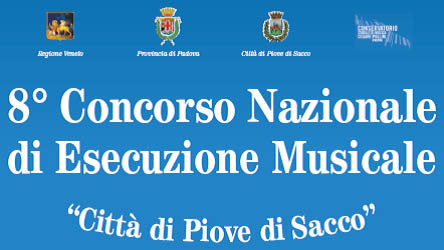 Regione Veneto
Provincia di Padova
Città di Piove di Sacco
CONSERVATORIO
8° Concorso Nazionale
di Esecuzione Musicale
“Città di Piove di Sacco”